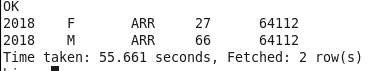 OK
2018 F ARR 27 64112
2018 M ARR 66 64112
Time taken: 55.661 seconds, Fetched: 2 row(s)